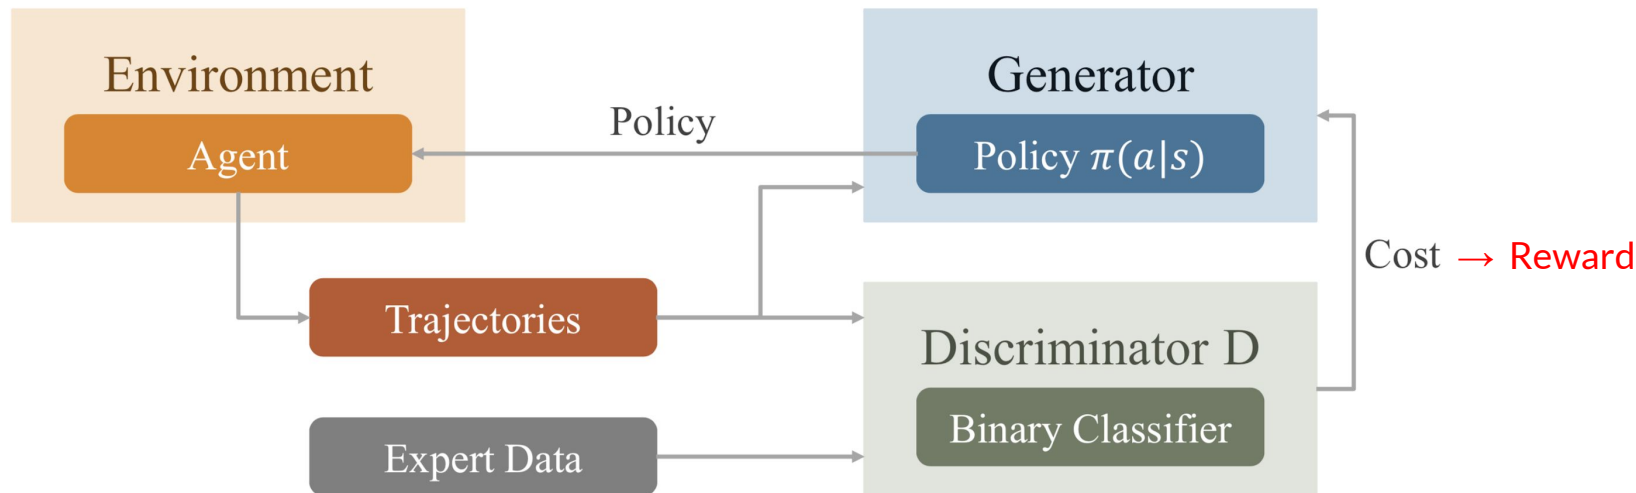 Environment
Agent
Policy
Generator
Policy π(a|s)
Cost → Reward
Trajectories
Discriminator D
Binary Classifier
Expert Data